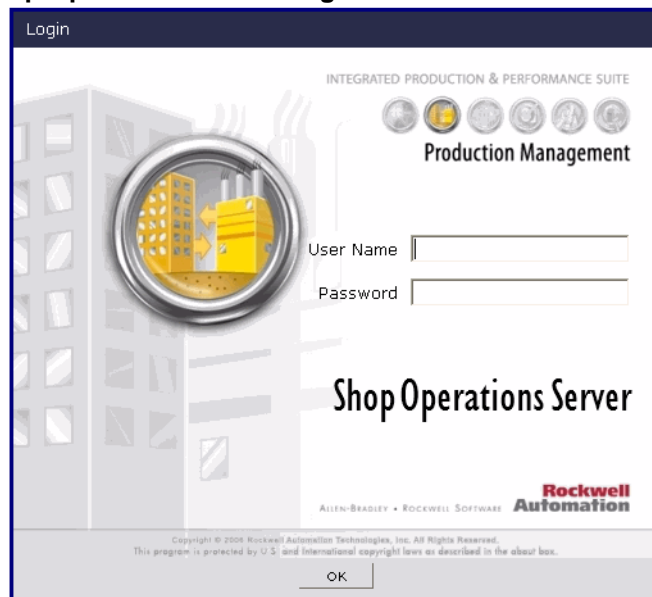 Login
INTEGRATED PRODUCTION & PERFORMANCE SUITE
Production Management
User Name
Password
Shop Operations Server
Rockwell
Automation
ALLEN-BRADLEY • ROCKWELL SOFTWARE
Copyright © 2006 Rockwell Automation Technologies, Inc. All Rights Reserved.
This program is protected by U.S. and International copyright laws as described in the about box.
OK